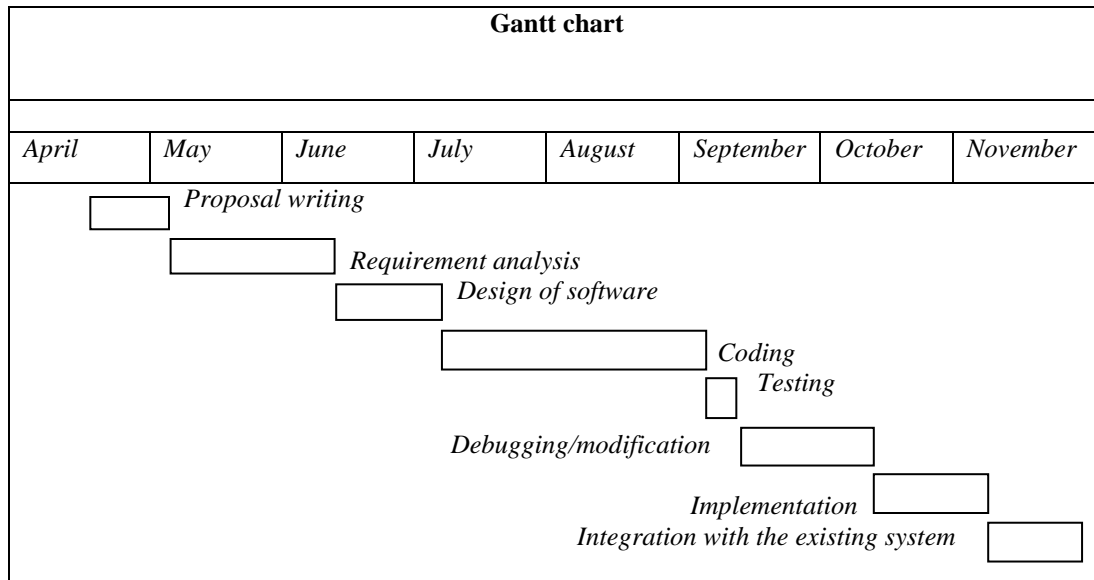 Gantt chart
April May June July August September October November
Proposal writing
Requirement analysis
Design of software
Coding
Testing
Debugging/modification
Implementation
Integration with the existing system